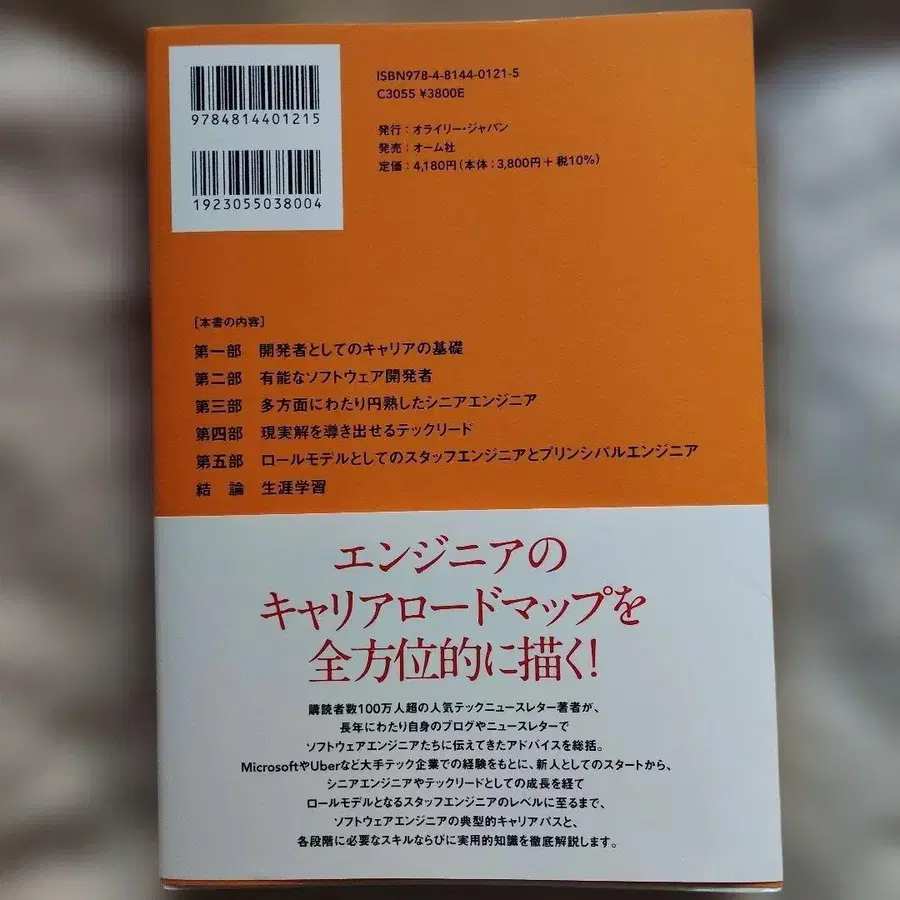 ISBN978-4-8144-0121-5
C3055 ¥3800E
9784814401215
発行：オライリー・ジャパン
発売：オーム社
定価：4,180円（本体：3,800円＋税10%）
1923055038004
［本書の内容］
第一部 開発者としてのキャリアの基礎
第二部 有能なソフトウェア開発者
第三部 多方面にわたり円熟したシニアエンジニア
第四部 現実解を導き出せるテックリード
第五部 ロールモデルとしてのスタッフエンジニアとプリンシパルエンジニア
結 論 生涯学習
エンジニアの
キャリアロードマップを
全方位的に描く！
購読者数100万人超の人気テックニュースレター著者が、
長年にわたり自身のブログやニュースレターで
ソフトウェアエンジニアたちに伝えてきたアドバイスを総括。
MicrosoftやUberなど大手テック企業での経験をもとに、新人としてのスタートから、
シニアエンジニアやテックリードとしての成長を経て
ロールモデルとなるスタッフエンジニアのレベルに至るまで、
ソフトウェアエンジニアの典型的キャリアパスと、
各段階に必要なスキルならびに実用的知識を徹底解説します。